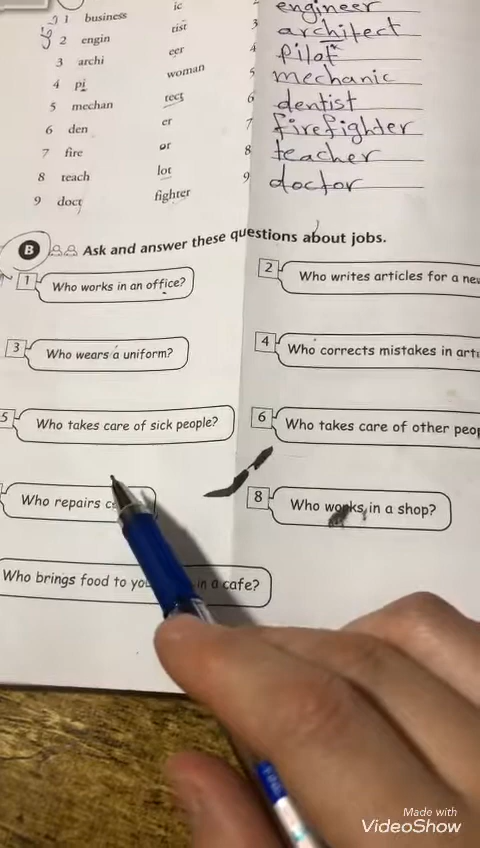 ic
1 business
tist
2 engin
eer
3 archi
woman
4 pi
tect
5 mechan
er
6 den
or
7 fire
lot
8 teach
fighter
9 doct
engineer
3 architect
4 pilot
5 mechanic
6 dentist
7 firefighter
8 teacher
9 doctor
B Ask and answer these questions about jobs.
1 Who works in an office?
2 Who writes articles for a
3 Who wears a uniform?
4 Who corrects mistakes in
5 Who takes care of sick people?
6 Who takes care of other
Who repairs
8 Who works in a shop?
Who brings food to in a cafe?
Made with
VideoShow